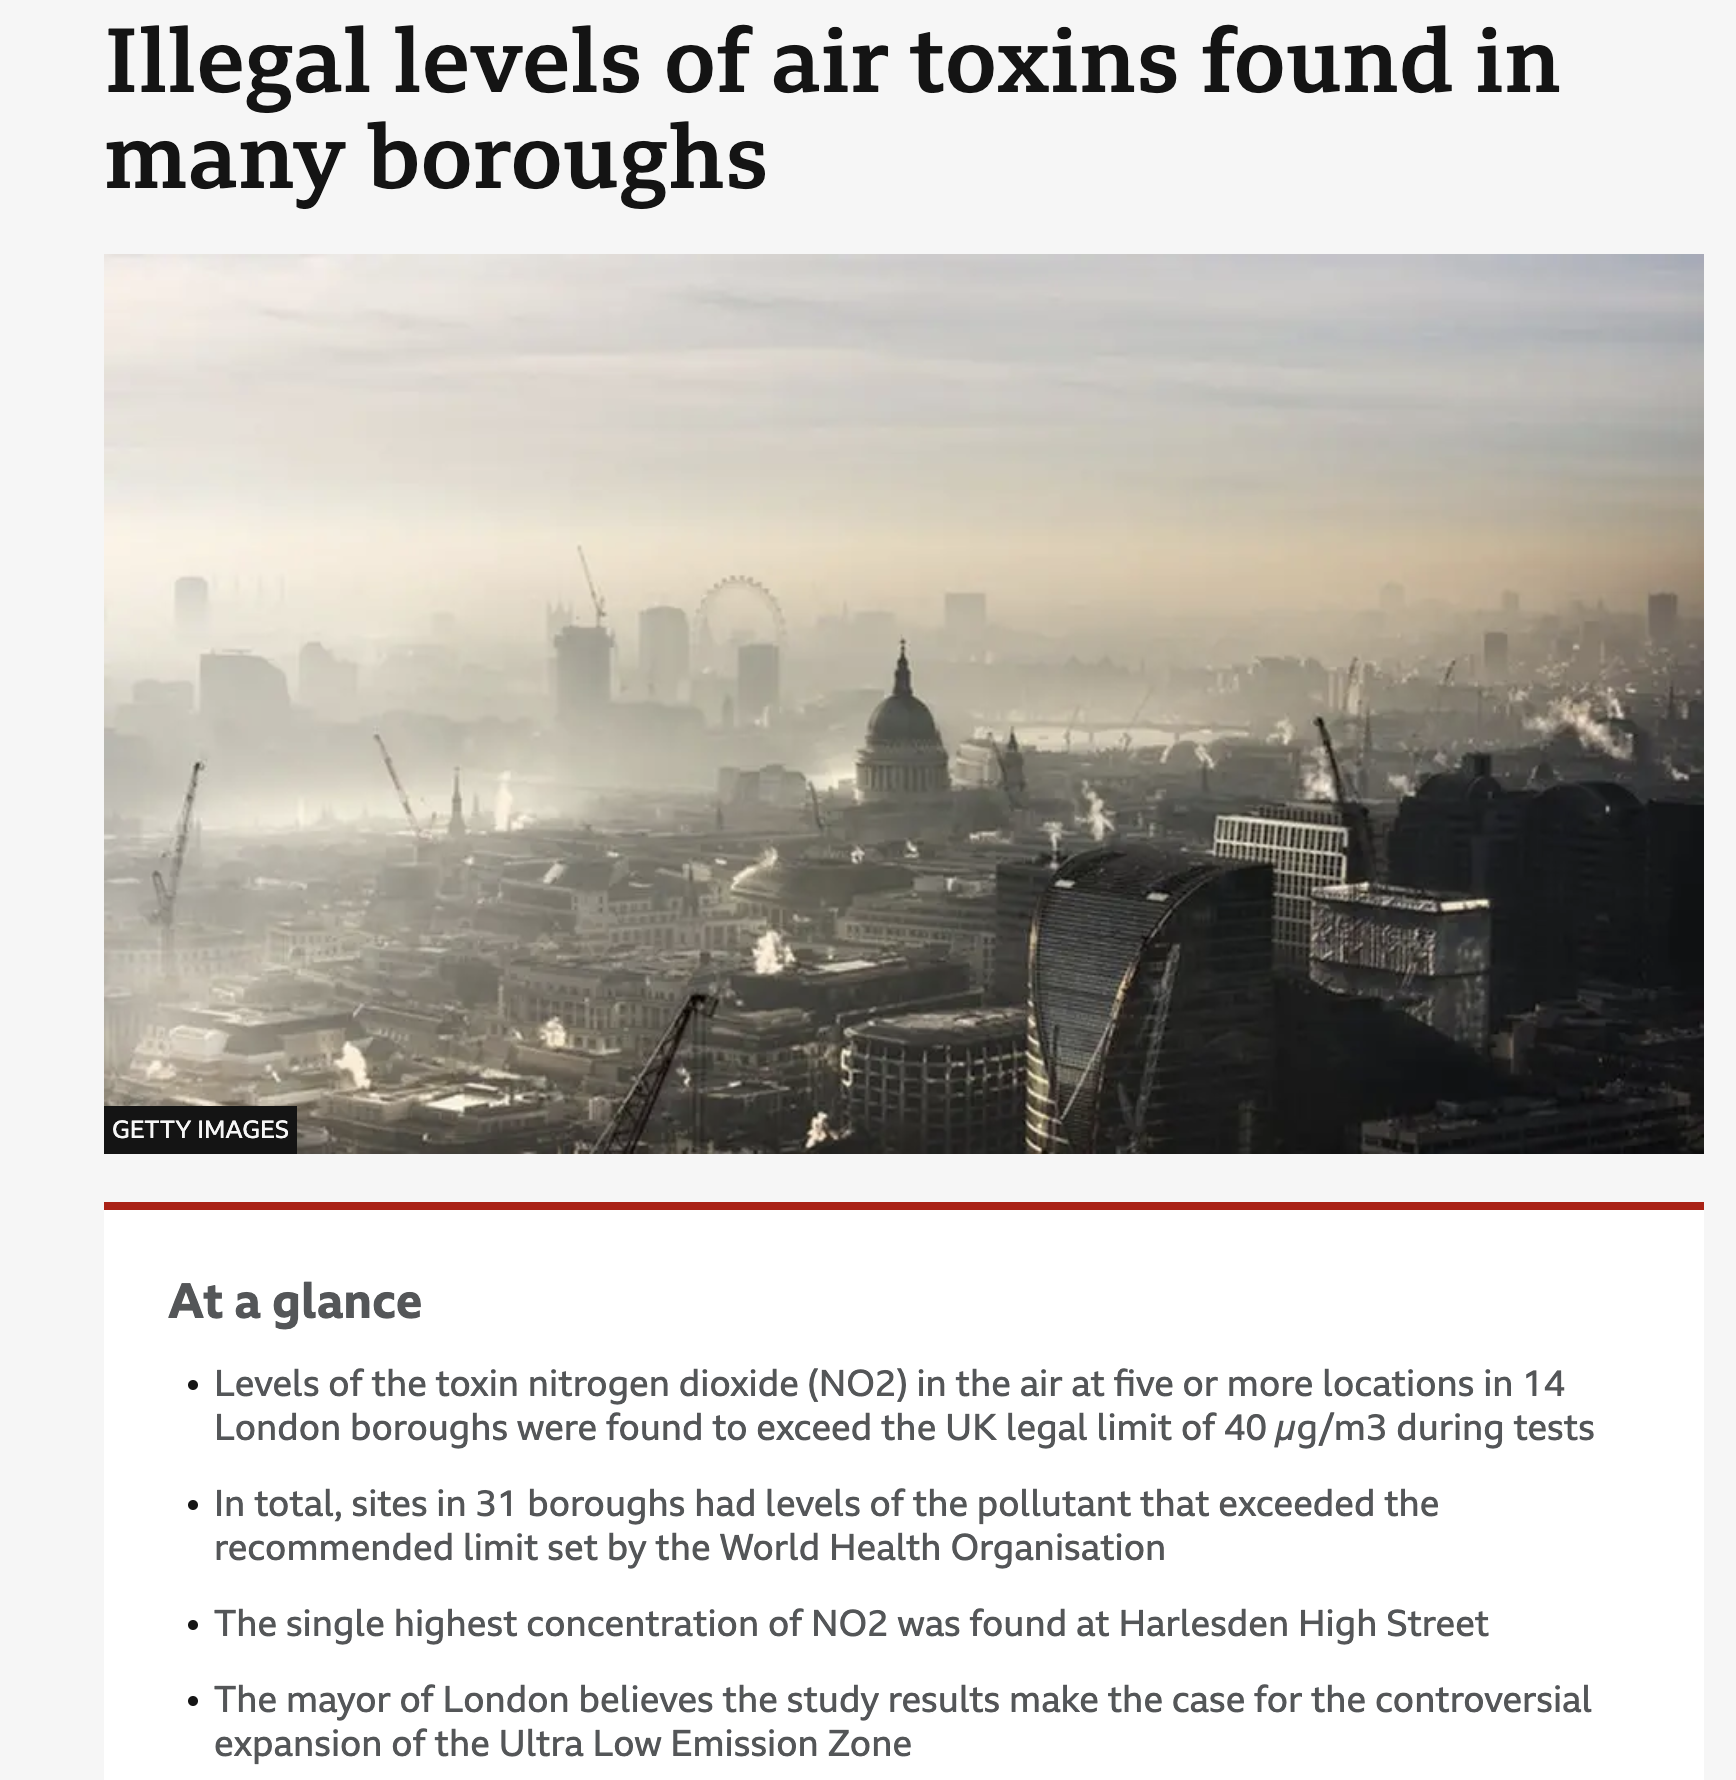 Illegal levels of air toxins found in
many boroughs
GETTY IMAGES
At a glance
• Levels of the toxin nitrogen dioxide (NO2) in the air at five or more locations in 14
London boroughs were found to exceed the UK legal limit of 40 µg/m3 during tests
• In total, sites in 31 boroughs had levels of the pollutant that exceeded the
recommended limit set by the World Health Organisation
• The single highest concentration of NO2 was found at Harlesden High Street
• The mayor of London believes the study results make the case for the controversial
expansion of the Ultra Low Emission Zone